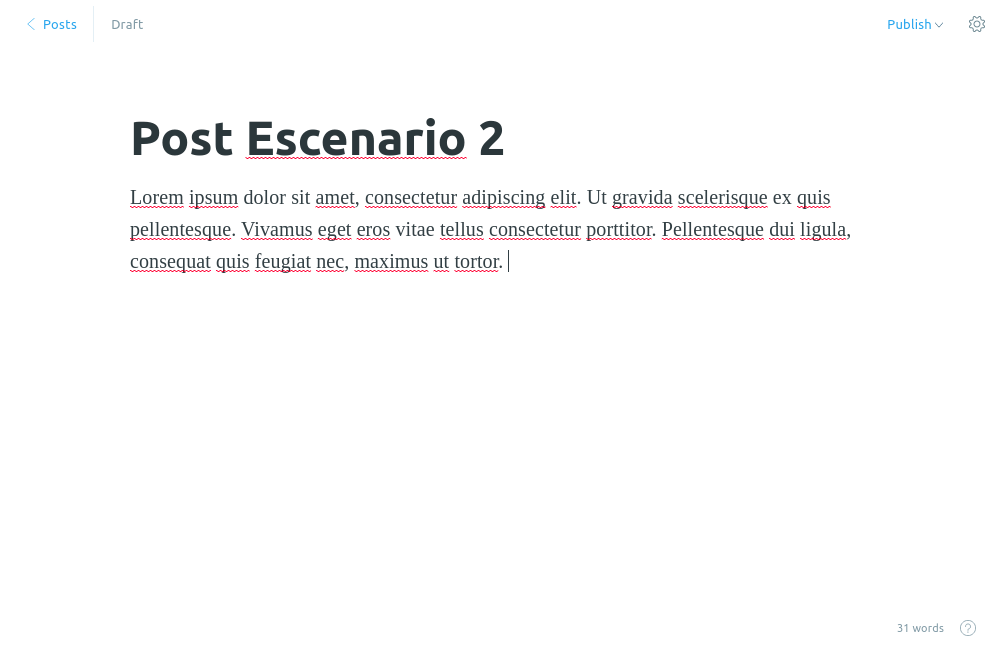 Posts
Draft
Publish
Post Escenario 2
Lorem ipsum dolor sit amet, consectetur adipiscing elit. Ut gravida scelerisque ex quis
pellentesque. Vivamus eget eros vitae tellus consectetur porttitor. Pellentesque dui ligula,
consequat quis feugiat nec, maximus ut tortor.
31 words
?